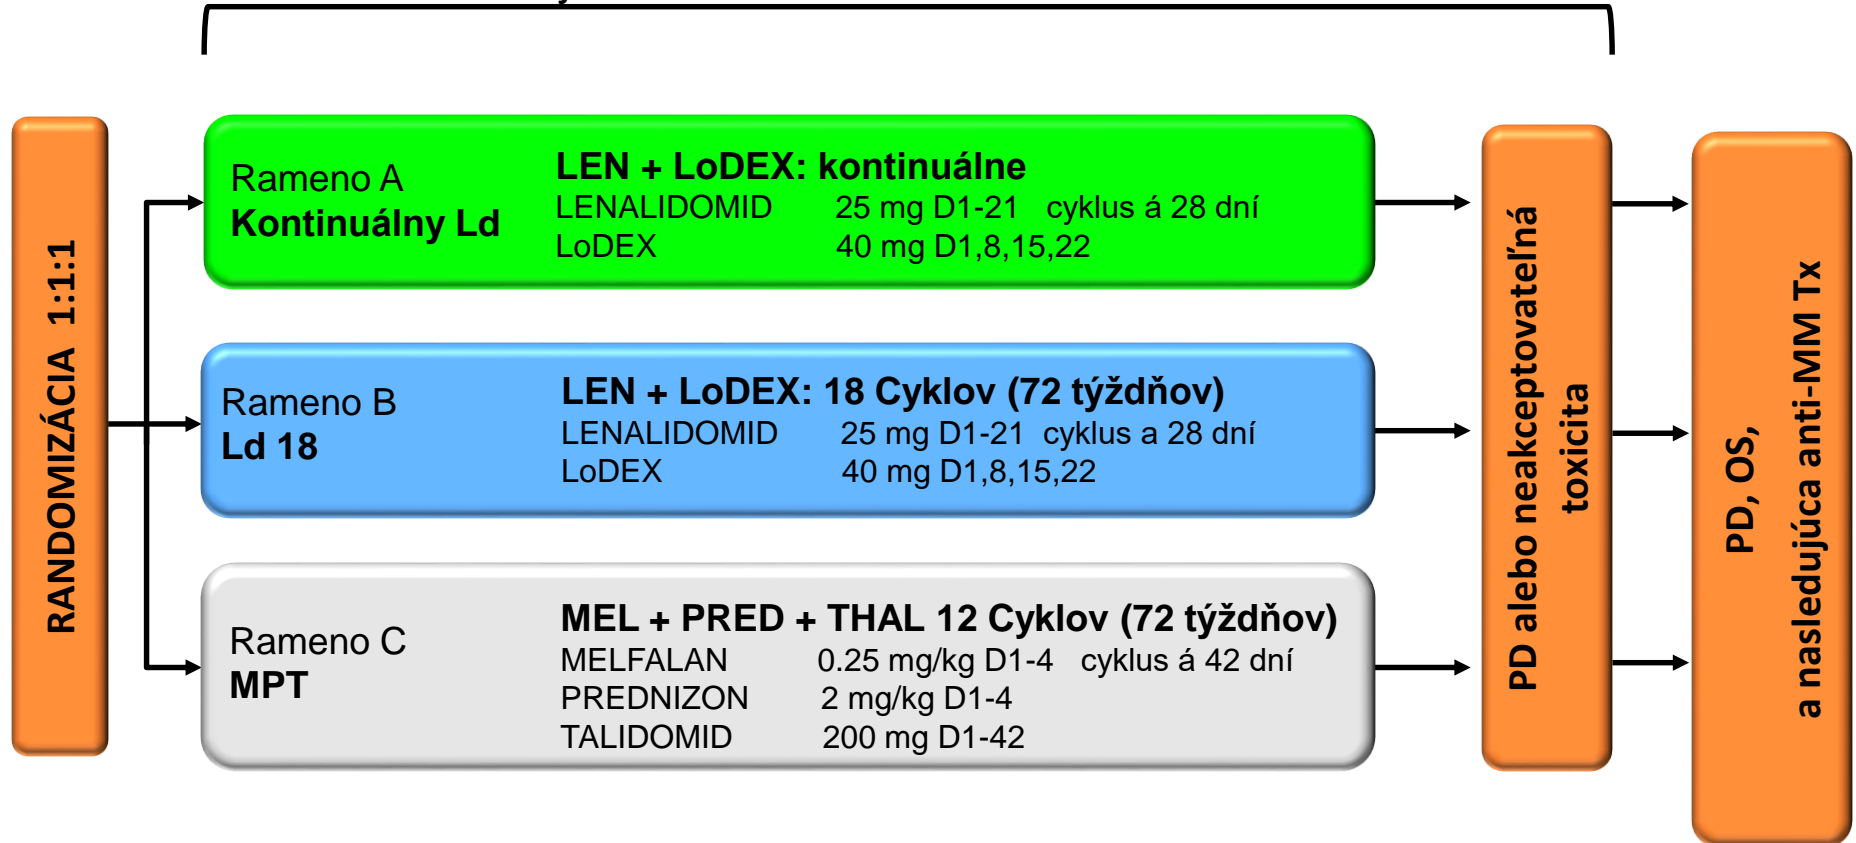 RANDOMIZÁCIA 1:1:1
Rameno A
Kontinuálny Ld
LEN + LoDEX: kontinuálne
LENALIDOMID 25 mg D1-21 cyklus á 28 dní
LoDEX 40 mg D1,8,15,22
Rameno B
Ld 18
LEN + LoDEX: 18 Cyklov (72 týždňov)
LENALIDOMID 25 mg D1-21 cyklus a 28 dní
LoDEX 40 mg D1,8,15,22
Rameno C
MPT
MEL + PRED + THAL 12 Cyklov (72 týždňov)
MELFALAN 0.25 mg/kg D1-4 cyklus á 42 dní
PREDNIZON 2 mg/kg D1-4
TALIDOMID 200 mg D1-42
PD alebo neakceptovateľná
toxicita
PD, OS,
a nasledujúca anti-MM Tx